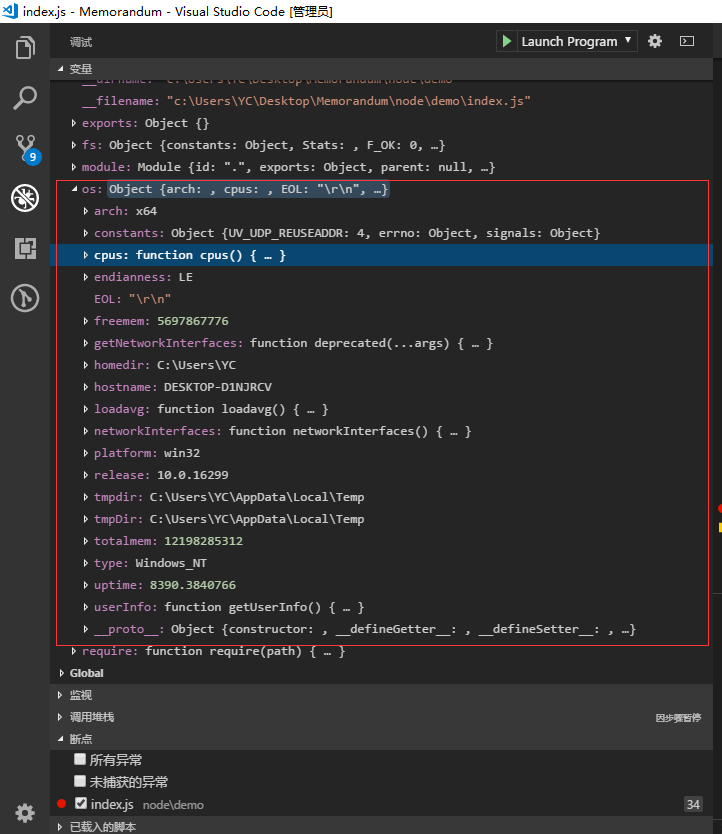 index.js - Memorandum - Visual Studio Code [管理员]
调试 Launch Program
变量
__dirname: "c:\Users\YC\Desktop\Memorandum\node\demo"
__filename: "c:\Users\YC\Desktop\Memorandum\node\demo\index.js"
exports: Object {}
fs: Object {constants: Object, Stats: , F_OK: 0, …}
9
module: Module {id: ".", exports: Object, parent: null, …}
os: Object {arch: , cpus: , EOL: "\r\n", …}
arch: x64
constants: Object {UV_UDP_REUSEADDR: 4, errno: Object, signals: Object}
cpus: function cpus() { … }
endianness: LE
EOL: "\r\n"
freemem: 5697867776
getNetworkInterfaces: function deprecated(...args) { … }
homedir: C:\Users\YC
hostname: DESKTOP-D1NJRCV
loadavg: function loadavg() { … }
networkInterfaces: function networkInterfaces() { … }
platform: win32
release: 10.0.16299
tmpdir: C:\Users\YC\AppData\Local\Temp
tmpDir: C:\Users\YC\AppData\Local\Temp
totalmem: 12198285312
type: Windows_NT
uptime: 8390.3840766
userInfo: function getUserInfo() { … }
__proto__: Object {constructor: , __defineGetter__: , __defineSetter__: , …}
require: function require(path) { … }
Global
监视
调用堆栈 因步骤暂停
断点
所有异常
未捕获的异常
index.js node\demo 34
已载入的脚本